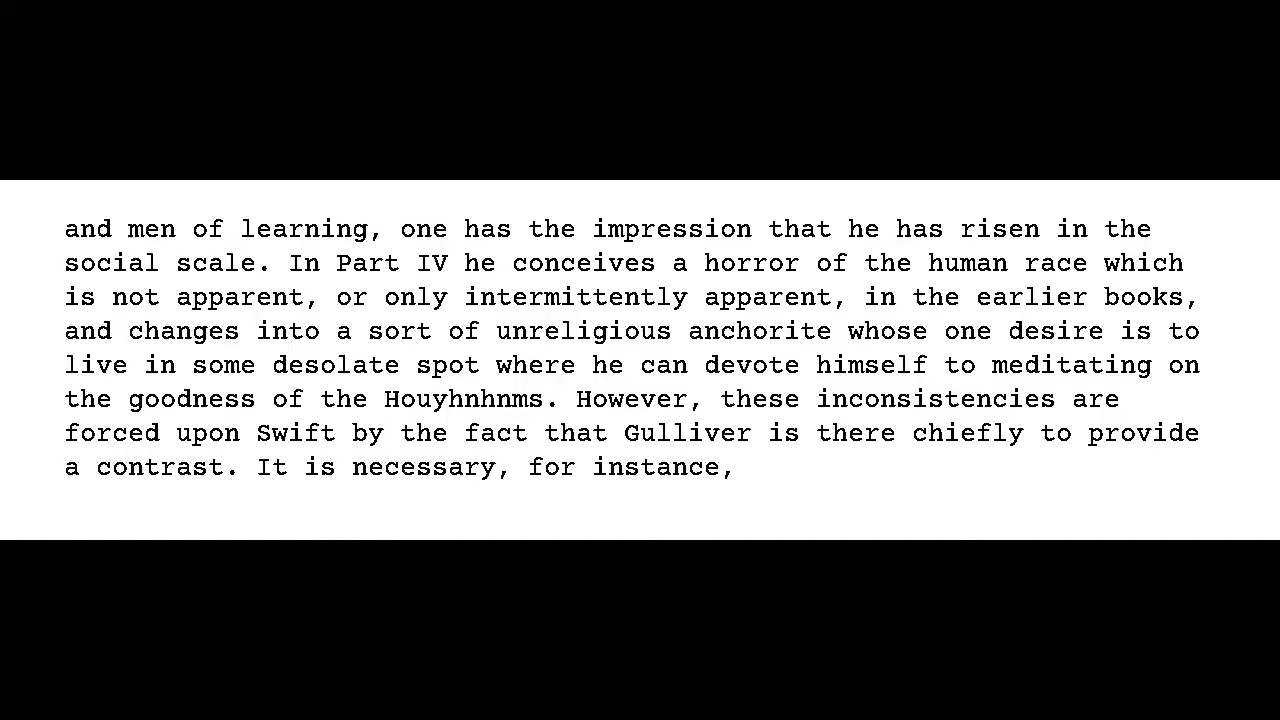 and men of learning, one has the impression that he has risen in the
social scale. In Part IV he conceives a horror of the human race which
is not apparent, or only intermittently apparent, in the earlier books,
and changes into a sort of unreligious anchorite whose one desire is to
live in some desolate spot where he can devote himself to meditating on
the goodness of the Houyhnhnms. However, these inconsistencies are
forced upon Swift by the fact that Gulliver is there chiefly to provide
a contrast. It is necessary, for instance,